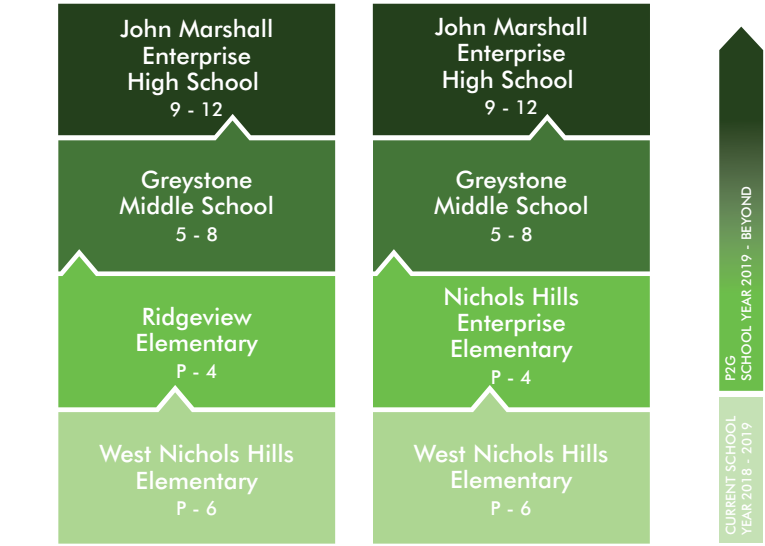 John Marshall
Enterprise
High School
9 - 12
Greystone
Middle School
5 - 8
Ridgeview
Elementary
P - 4
West Nichols Hills
Elementary
P - 6
John Marshall
Enterprise
High School
9 - 12
Greystone
Middle School
5 - 8
Nichols Hills
Enterprise
Elementary
P - 4
West Nichols Hills
Elementary
P - 6
P2G
SCHOOL YEAR 2019 - BEYOND
CURRENT SCHOOL
YEAR 2018 - 2019